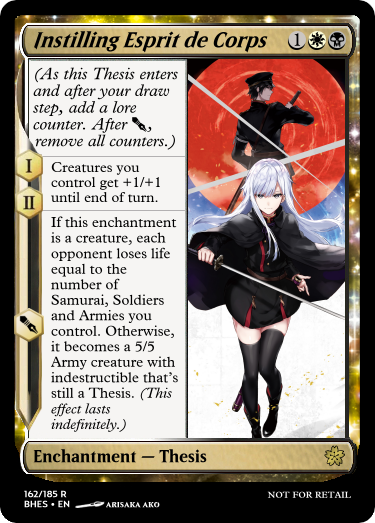 Instilling Esprit de Corps 1
(As this Thesis enters
and after your draw
step, add a lore
counter. After ✒,
remove all counters.)
I
II
Creatures you
control get +1/+1
until end of turn.
If this enchantment
is a creature, each
opponent loses life
equal to the
number of
Samurai, Soldiers
and Armies you
control. Otherwise,
it becomes a 5/5
Army creature with
indestructible that's
still a Thesis. (This
effect lasts
indefinitely.)
Enchantment — Thesis
162/185 R
BHES • EN ARISAKA AKO
NOT FOR RETAIL